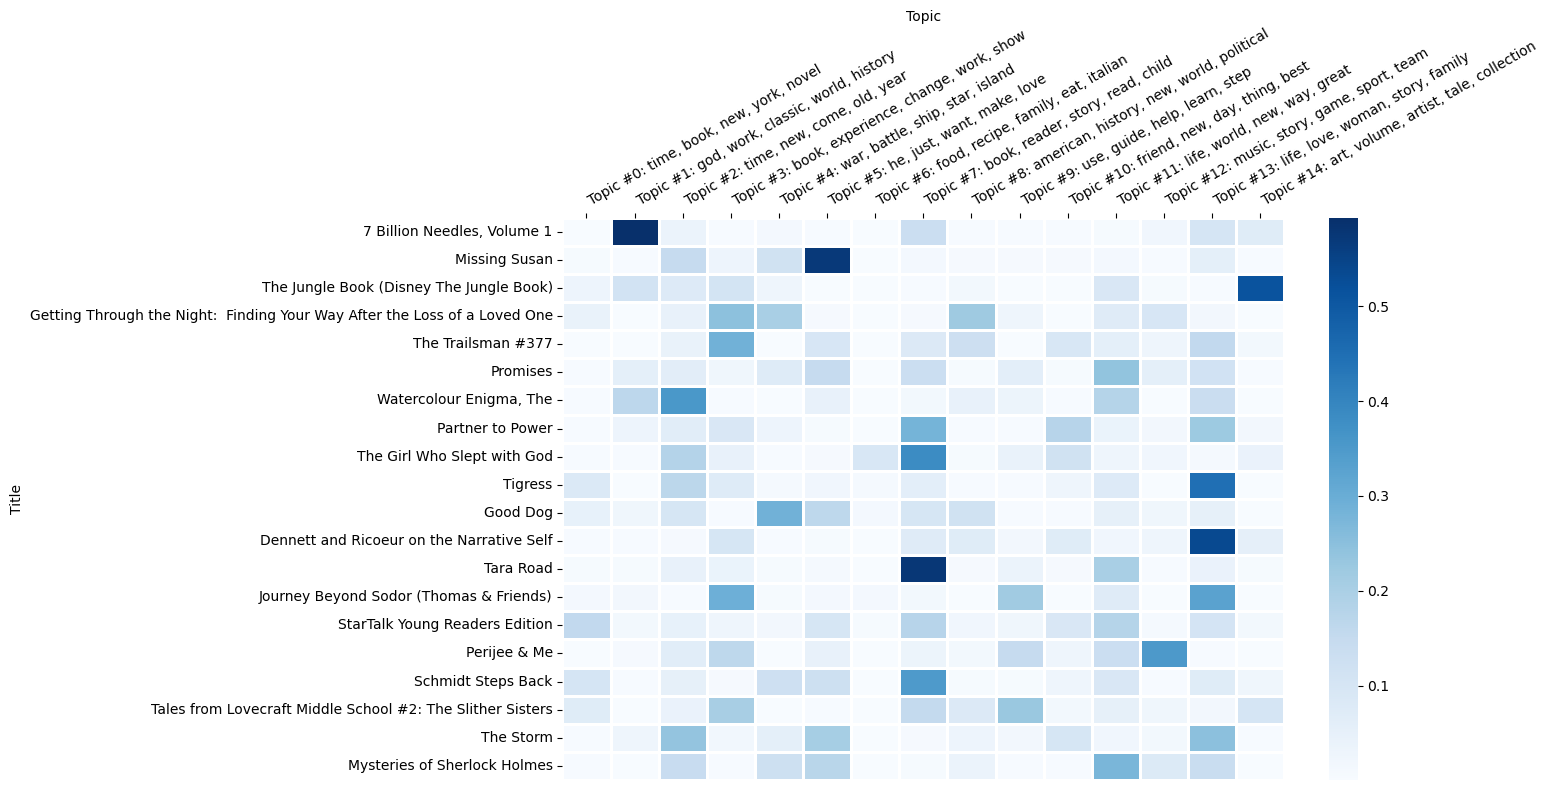 Topic
Topic #0: time, book, new, york, novel
Topic #1: god, work, classic, world, history
Topic #2: time, new, come, old, year
Topic #3: book, experience, change, work, show
Topic #4: war, battle, ship, star, island
Topic #5: he, just, want, make, love
Topic #6: food, recipe, family, eat, italian
Topic #7: book, reader, story, read, child
Topic #8: american, history, new, world, political
Topic #9: use, guide, help, learn, step
Topic #10: friend, new, day, thing, best
Topic #11: life, world, new, way, great
Topic #12: music, story, game, sport, team
Topic #13: life, love, woman, story, family
Topic #14: art, volume, artist, tale, collection
Title
7 Billion Needles, Volume 1
Missing Susan
The Jungle Book (Disney The Jungle Book)
Getting Through the Night:  Finding Your Way After the Loss of a Loved One
The Trailsman #377
Promises
Watercolour Enigma, The
Partner to Power
The Girl Who Slept with God
Tigress
Good Dog
Dennett and Ricoeur on the Narrative Self
Tara Road
Journey Beyond Sodor (Thomas & Friends)
StarTalk Young Readers Edition
Perijee & Me
Schmidt Steps Back
Tales from Lovecraft Middle School #2: The Slither Sisters
The Storm
Mysteries of Sherlock Holmes
0.5
0.4
0.3
0.2
0.1